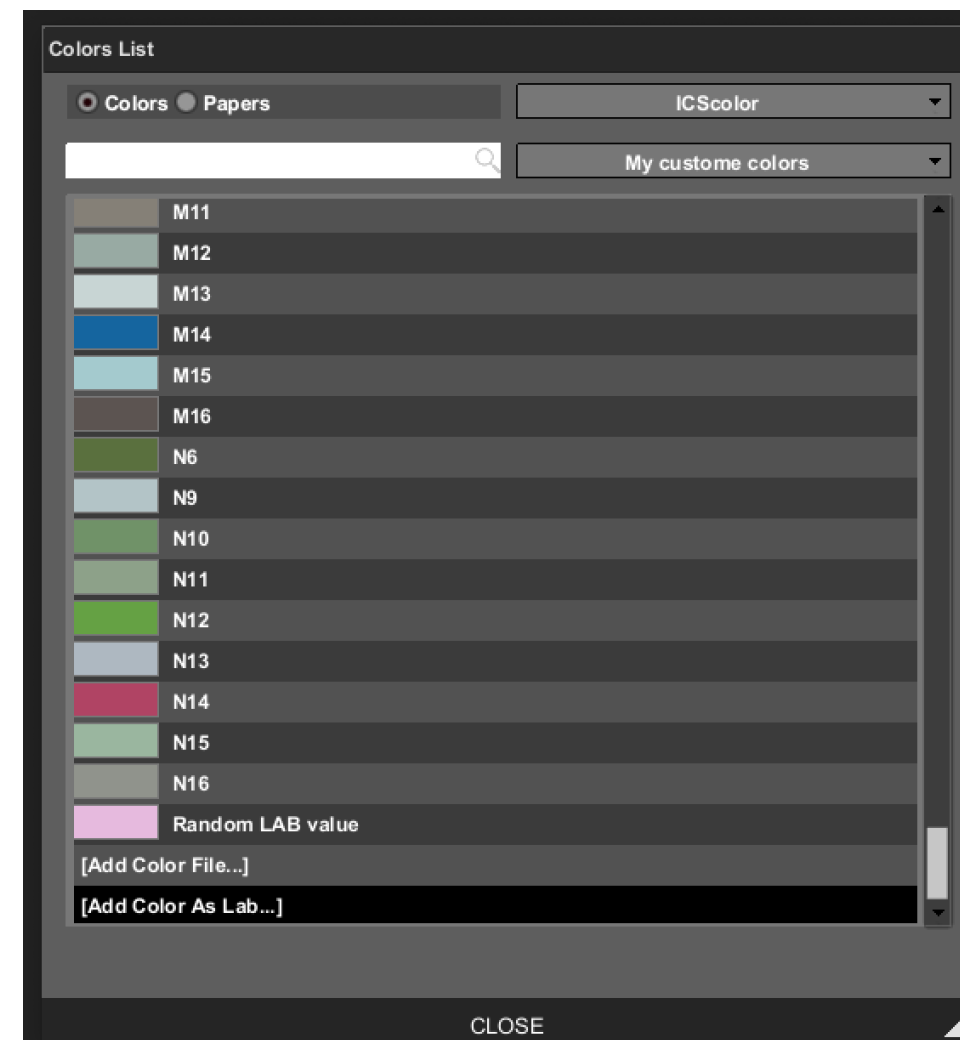 Colors List
Colors Papers ICScolor
My custome colors
M11
M12
M13
M14
M15
M16
N6
N9
N10
N11
N12
N13
N14
N15
N16
Random LAB value
[Add Color File...]
[Add Color As Lab...]
CLOSE